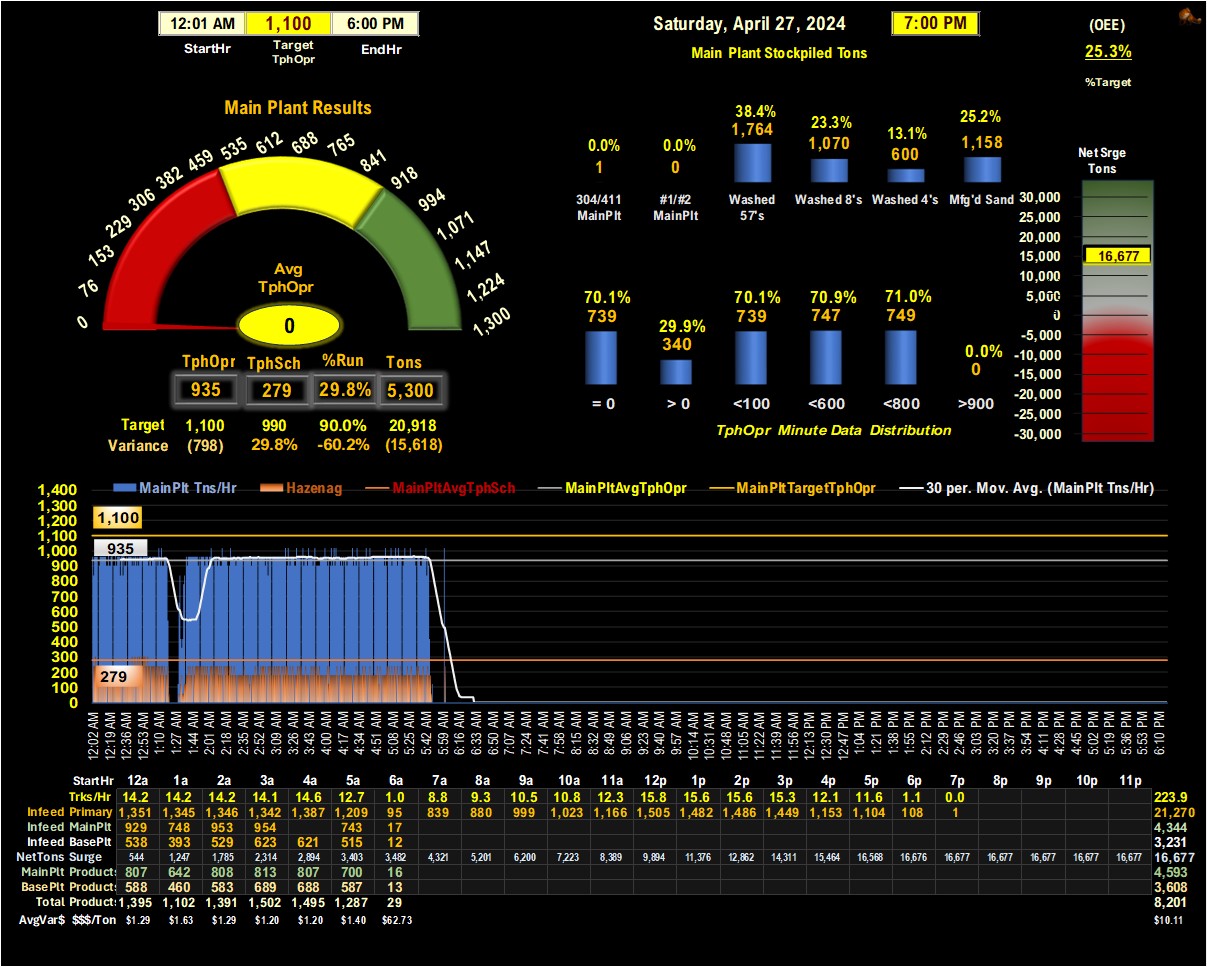 12:01 AM 1,100 6:00 PM
StartHr Target TphOpr EndHr
Saturday, April 27, 2024 7:00 PM
Main Plant Stockpiled Tons
(OEE)
25.3%
%Target
Main Plant Results
0 76 153 229 306 382 459 535 612 688 765 841 918 994 1,071 1,147 1,224 1,300
Avg
TphOpr
0
TphOpr TphSch %Run Tons
935 279 29.8% 5,300
Target 1,100 990 90.0% 20,918
Variance (798) 29.8% -60.2% (15,618)
0.0% 0.0% 38.4% 23.3% 13.1% 25.2%
1 0 1,764 1,070 600 1,158
304/411 MainPlt #1/#2 MainPlt Washed 57's Washed 8's Washed 4's Mfg'd Sand
70.1% 29.9% 70.1% 70.9% 71.0% 0.0%
739 340 739 747 749 0
= 0 > 0 <100 <600 <800 >900
TphOpr Minute Data Distribution
Net Srge
Tons
30,000
25,000
20,000
15,000
10,000
5,000
0
-5,000
-10,000
-15,000
-20,000
-25,000
-30,000
16,677
MainPlt Tns/Hr Hazenag MainPltAvgTphSch MainPltAvgTphOpr MainPltTargetTphOpr 30 per. Mov. Avg. (MainPlt Tns/Hr)
1,400
1,300
1,200
1,100
1,000
900
800
700
600
500
400
300
200
100
0
1,100
935
279
12:02 AM 12:19 AM 12:36 AM 12:53 AM 1:10 AM 1:27 AM 1:44 AM 2:01 AM 2:18 AM 2:35 AM 2:52 AM 3:09 AM 3:26 AM 3:43 AM 4:00 AM 4:17 AM 4:34 AM 4:51 AM 5:08 AM 5:25 AM 5:42 AM 5:59 AM 6:16 AM 6:33 AM 6:50 AM 7:07 AM 7:24 AM 7:41 AM 7:58 AM 8:15 AM 8:32 AM 8:49 AM 9:06 AM 9:23 AM 9:40 AM 9:57 AM 10:14 AM 10:31 AM 10:48 AM 11:05 AM 11:22 AM 11:39 AM 11:56 AM 12:13 PM 12:30 PM 12:47 PM 1:04 PM 1:21 PM 1:38 PM 1:55 PM 2:12 PM 2:29 PM 2:46 PM 3:03 PM 3:20 PM 3:37 PM 3:54 PM 4:11 PM 4:28 PM 4:45 PM 5:02 PM 5:19 PM 5:36 PM 5:53 PM 6:10 PM
StartHr 12a 1a 2a 3a 4a 5a 6a 7a 8a 9a 10a 11a 12p 1p 2p 3p 4p 5p 6p 7p 8p 9p 10p 11p
Trks/Hr 14.2 14.2 14.2 14.1 14.6 12.7 1.0 8.8 9.3 10.5 10.8 12.3 15.8 15.6 15.6 15.3 12.1 11.6 1.1 0.0 223.9
Infeed Primary 1,351 1,345 1,346 1,342 1,387 1,209 95 839 880 999 1,023 1,166 1,505 1,482 1,486 1,449 1,153 1,104 108 1 21,270
Infeed MainPlt 929 748 953 954 743 17 4,344
Infeed BasePlt 538 393 529 623 621 515 12 3,231
NetTons Surge 544 1,247 1,785 2,314 2,894 3,403 3,482 4,321 5,201 6,200 7,223 8,389 9,894 11,376 12,862 14,311 15,464 16,568 16,676 16,677 16,677 16,677 16,677 16,677 16,677
MainPlt Products 807 642 808 813 807 700 16 4,593
BasePlt Products 588 460 583 689 688 587 13 3,608
Total Products 1,395 1,102 1,391 1,502 1,495 1,287 29 8,201
AvgVar$ $$$/Ton $1.29 $1.63 $1.29 $1.20 $1.20 $1.40 $62.73 $10.11